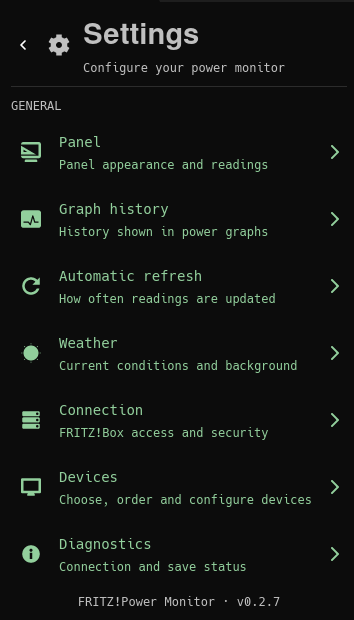 Settings
Configure your power monitor
GENERAL
Panel
Panel appearance and readings
Graph history
History shown in power graphs
Automatic refresh
How often readings are updated
Weather
Current conditions and background
Connection
FRITZ!Box access and security
Devices
Choose, order and configure devices
Diagnostics
Connection and save status
FRITZ!Power Monitor · v0.2.7